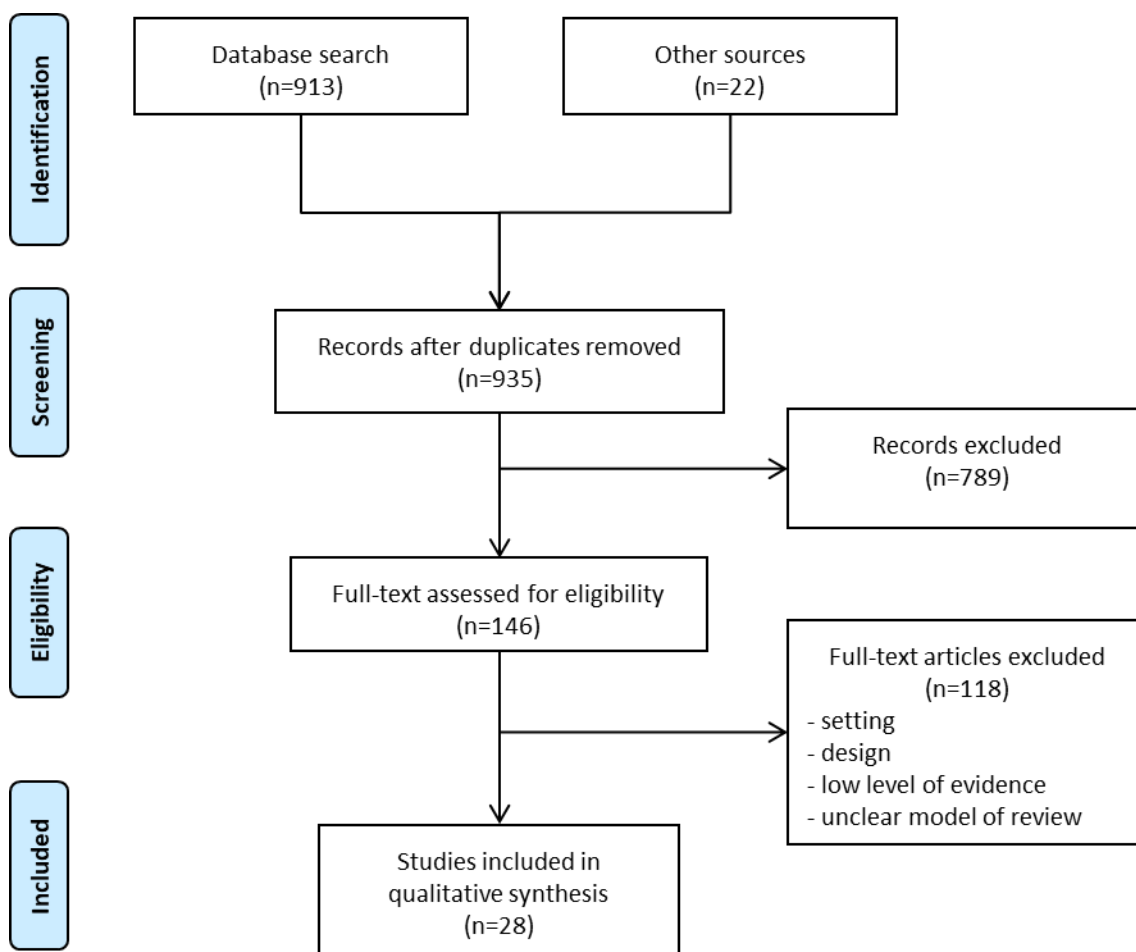 Identification
Database search
(n=913)
Other sources
(n=22)
Screening
Records after duplicates removed
(n=935)
Records excluded
(n=789)
Eligibility
Full-text assessed for eligibility
(n=146)
Full-text articles excluded
(n=118)
- setting
- design
- low level of evidence
- unclear model of review
Included
Studies included in
qualitative synthesis
(n=28)